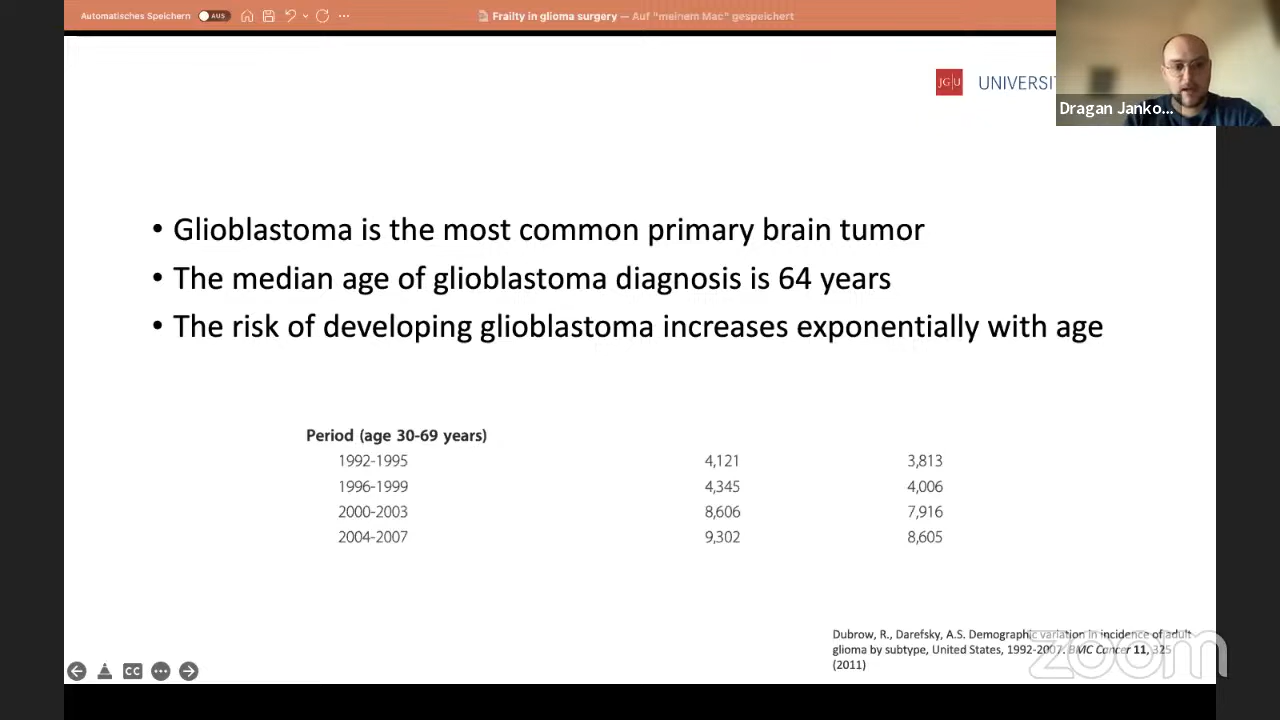 Automatisches Speichern AUS
Frailty in glioma surgery — Auf "meinem Mac" gespeichert
JG|U UNIVERSI
Dragan Janko...
• Glioblastoma is the most common primary brain tumor
• The median age of glioblastoma diagnosis is 64 years
• The risk of developing glioblastoma increases exponentially with age
Period (age 30-69 years)
1992-1995 4,121 3,813
1996-1999 4,345 4,006
2000-2003 8,606 7,916
2004-2007 9,302 8,605
Dubrow, R., Darefsky, A.S. Demographic variation in incidence of adult
glioma by subtype, United States, 1992-2007. BMC Cancer 11, 325
(2011)
zoom
CC